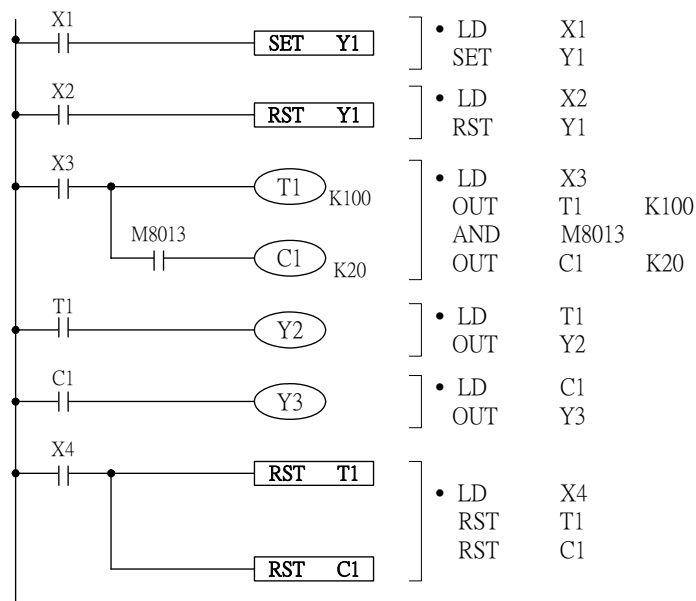 X1
SET Y1
• LD X1
SET Y1
X2
RST Y1
• LD X2
RST Y1
X3
T1 K100
M8013
C1 K20
• LD X3
OUT T1 K100
AND M8013
OUT C1 K20
T1
Y2
• LD T1
OUT Y2
C1
Y3
• LD C1
OUT Y3
X4
RST T1
RST C1
• LD X4
RST T1
RST C1